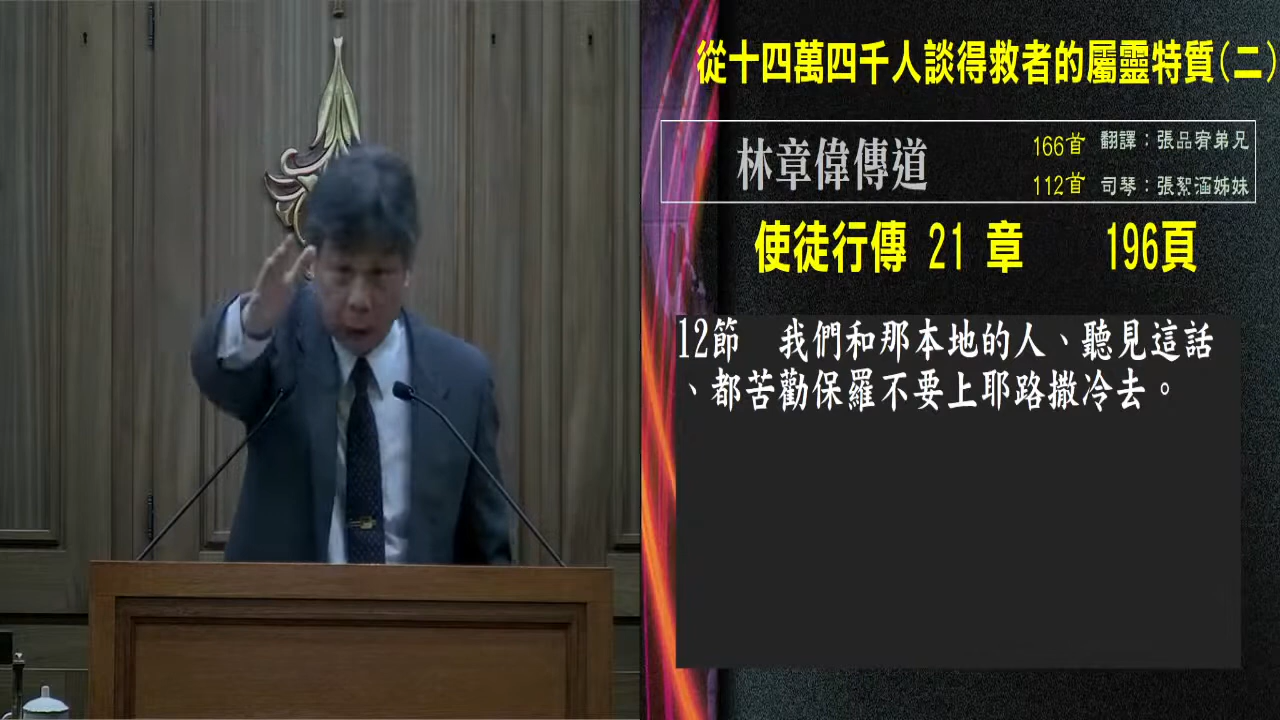 從十四萬四千人談得救者的屬靈特質(二)
林章偉傳道
166首 翻譯：張品宥弟兄
112首 司琴：張絮涵姊妹
使徒行傳 21 章 196頁
12節 我們和那本地的人、聽見這話
、都苦勸保羅不要上耶路撒冷去。